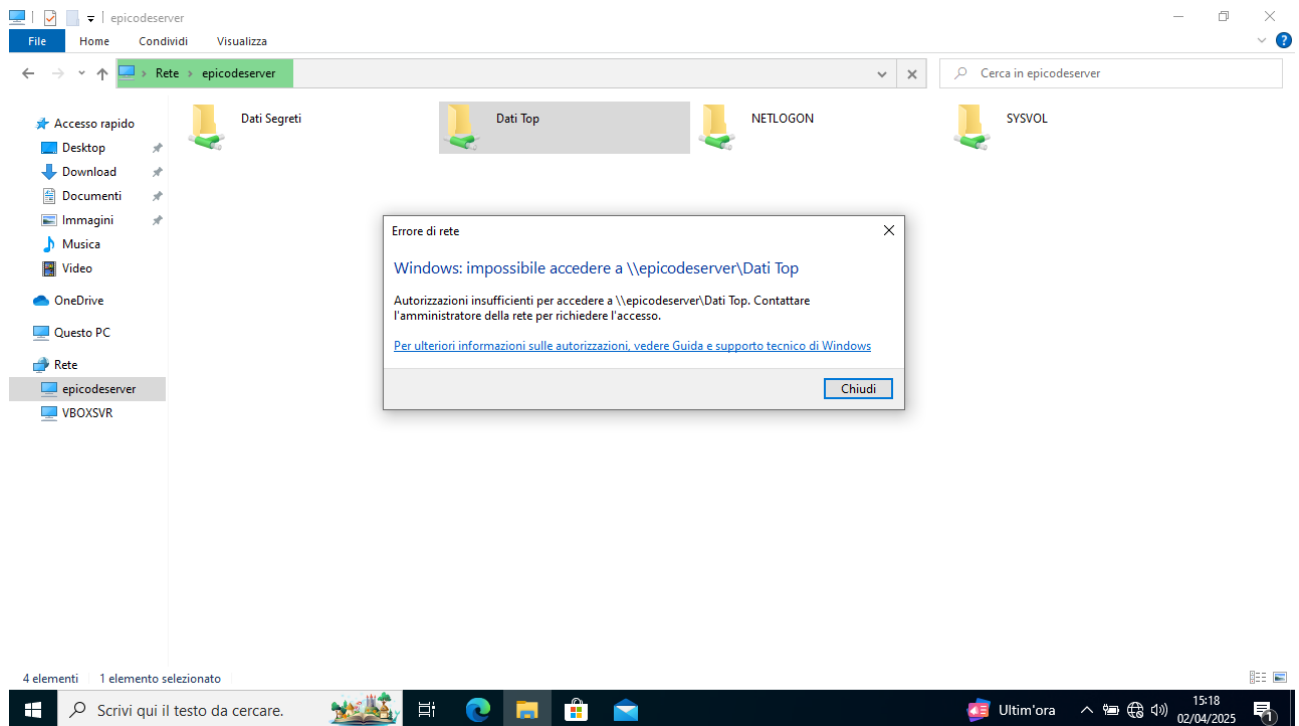 epicodeserver
File Home Condividi Visualizza
Rete > epicodeserver
Cerca in epicodeserver
Accesso rapido
Desktop
Download
Documenti
Immagini
Musica
Video
OneDrive
Questo PC
Rete
epicodeserver
VBOXSVR
Dati Segreti
Dati Top
NETLOGON
SYSVOL
Errore di rete
Windows: impossibile accedere a \\epicodeserver\Dati Top
Autorizzazioni insufficienti per accedere a \\epicodeserver\Dati Top. Contattare
l'amministratore della rete per richiedere l'accesso.
Per ulteriori informazioni sulle autorizzazioni, vedere Guida e supporto tecnico di Windows
Chiudi
4 elementi 1 elemento selezionato
Scrivi qui il testo da cercare.
Ultim'ora
15:18
02/04/2025
1